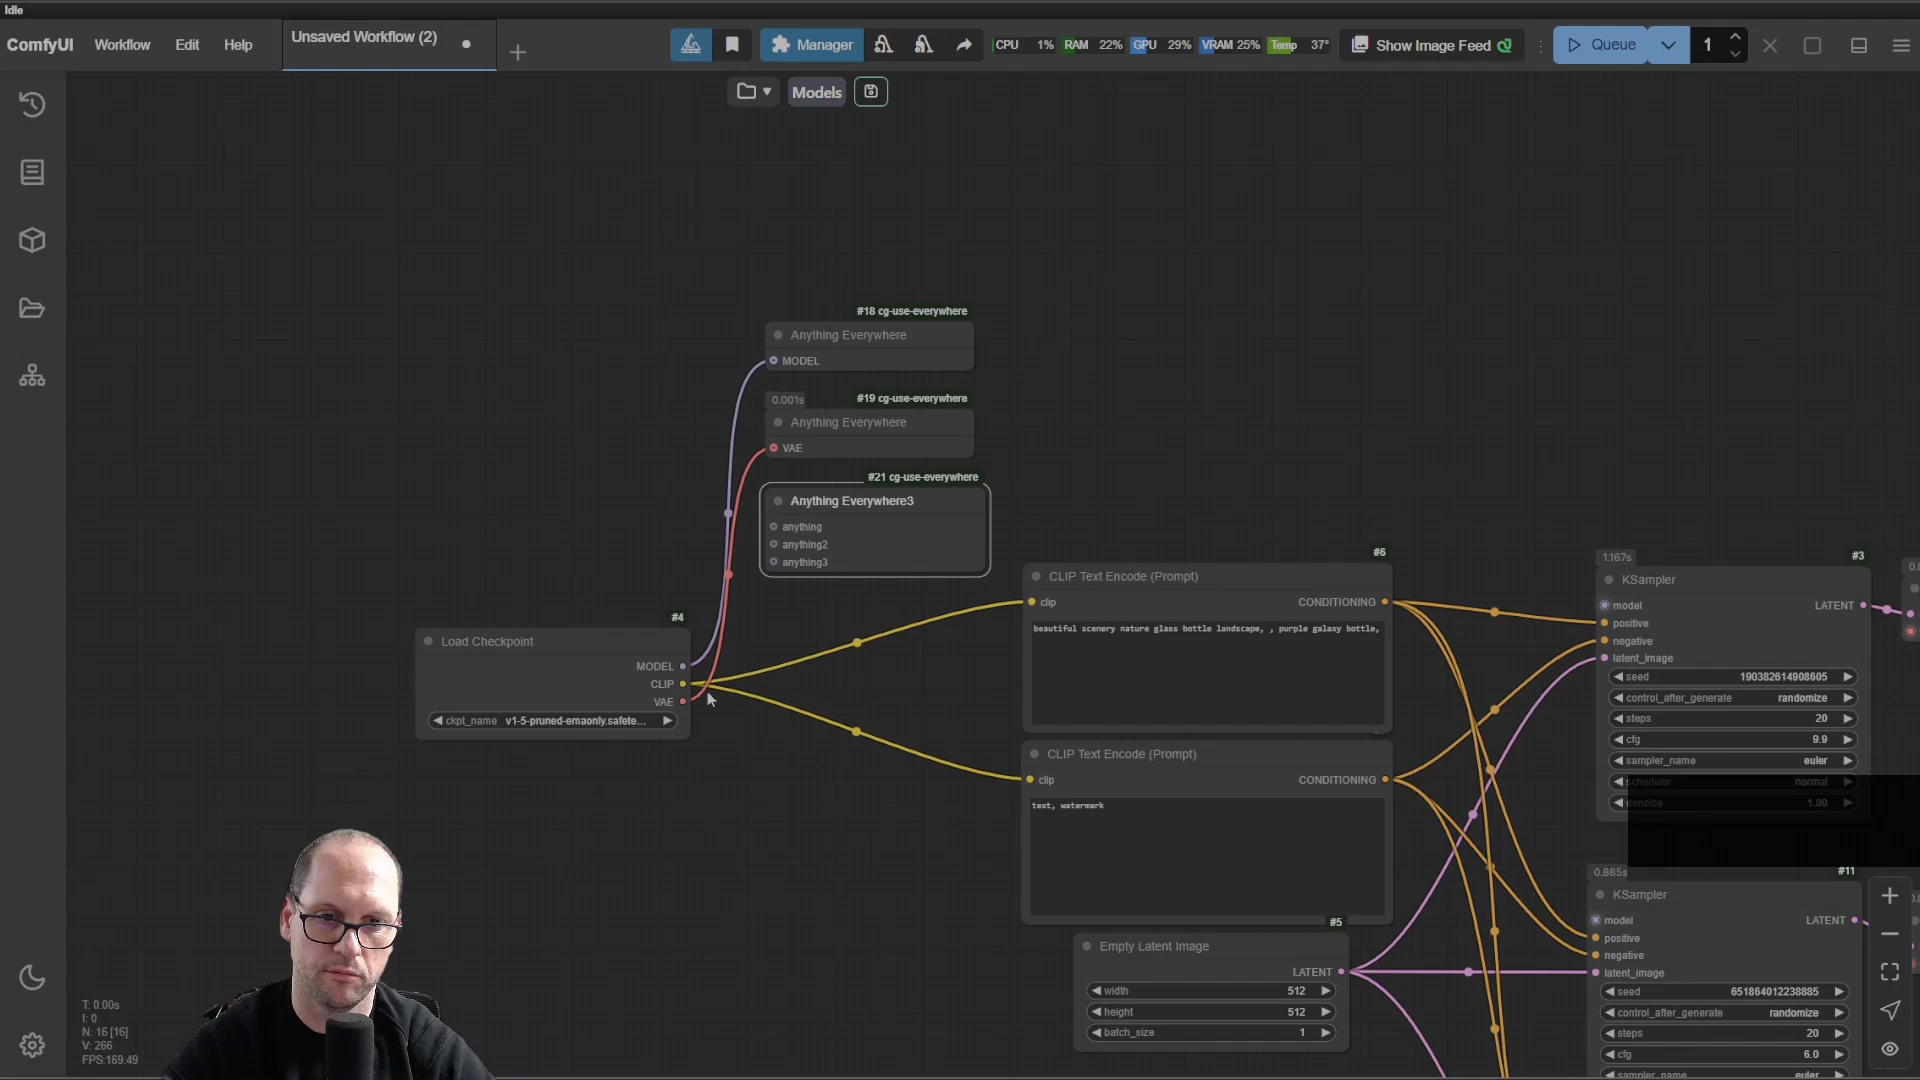 Idle
ComfyUI
Workflow
Edit
Help
Unsaved Workflow (2)
Manager
CPU 1%
RAM 22%
GPU 29%
VRAM 25%
Temp 37°
Show Image Feed
Queue
1
Models
#18 cg-use-everywhere
Anything Everywhere
MODEL
0.001s
#19 cg-use-everywhere
Anything Everywhere
VAE
#21 cg-use-everywhere
Anything Everywhere3
anything
anything2
anything3
#4
Load Checkpoint
MODEL
CLIP
VAE
ckpt_name v1-5-pruned-emaonly.safete...
#6
CLIP Text Encode (Prompt)
clip
CONDITIONING
beautiful scenery nature glass bottle landscape, , purple galaxy bottle,
CLIP Text Encode (Prompt)
clip
CONDITIONING
text, watermark
#5
Empty Latent Image
LATENT
width 512
height 512
batch_size 1
1.167s
#3
KSampler
model
LATENT
positive
negative
latent_image
seed 190382614908605
control_after_generate randomize
steps 20
cfg 9.9
sampler_name euler
scheduler normal
denoise 1.00
0.885s
#11
KSampler
model
LATENT
positive
negative
latent_image
seed 651864012238885
control_after_generate randomize
steps 20
cfg 6.0
sampler_name euler
T: 0.00s
I: 0
N: 16 [16]
V: 266
FPS:169.49